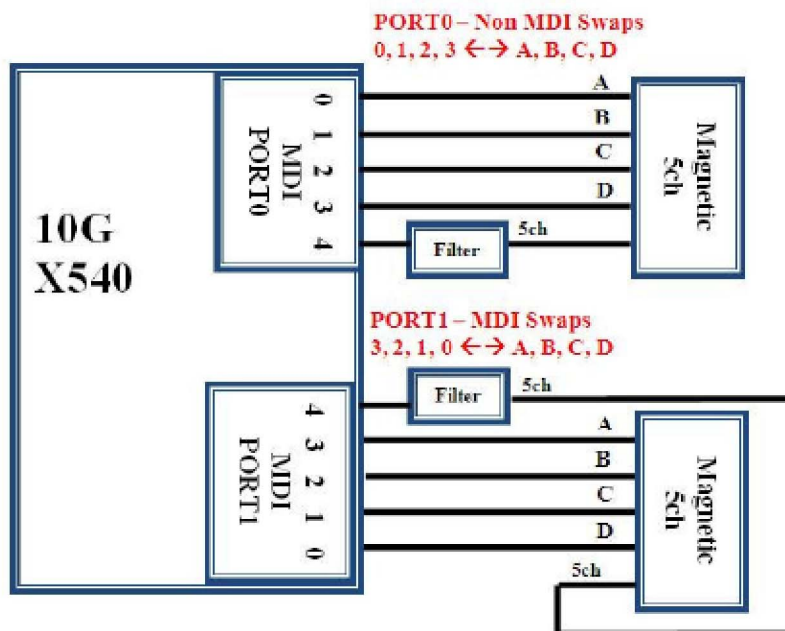 PORT0 – Non MDI Swaps
0, 1, 2, 3 ←→ A, B, C, D
10G
X540
0 1 2 3 4
MDI
PORT0
A
B
C
D
5ch
Filter
Magnetic
5ch
PORT1 – MDI Swaps
3, 2, 1, 0 ←→ A, B, C, D
Filter
5ch
4 3 2 1 0
MDI
PORT1
A
B
C
D
5ch
Magnetic
5ch